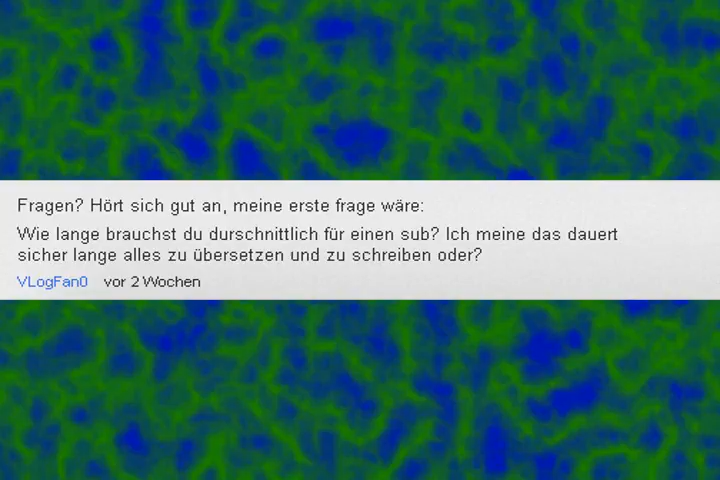 Fragen? Hört sich gut an, meine erste frage wäre:
Wie lange brauchst du durschnittlich für einen sub? Ich meine das dauert
sicher lange alles zu übersetzen und zu schreiben oder?
VLogFan0 vor 2 Wochen